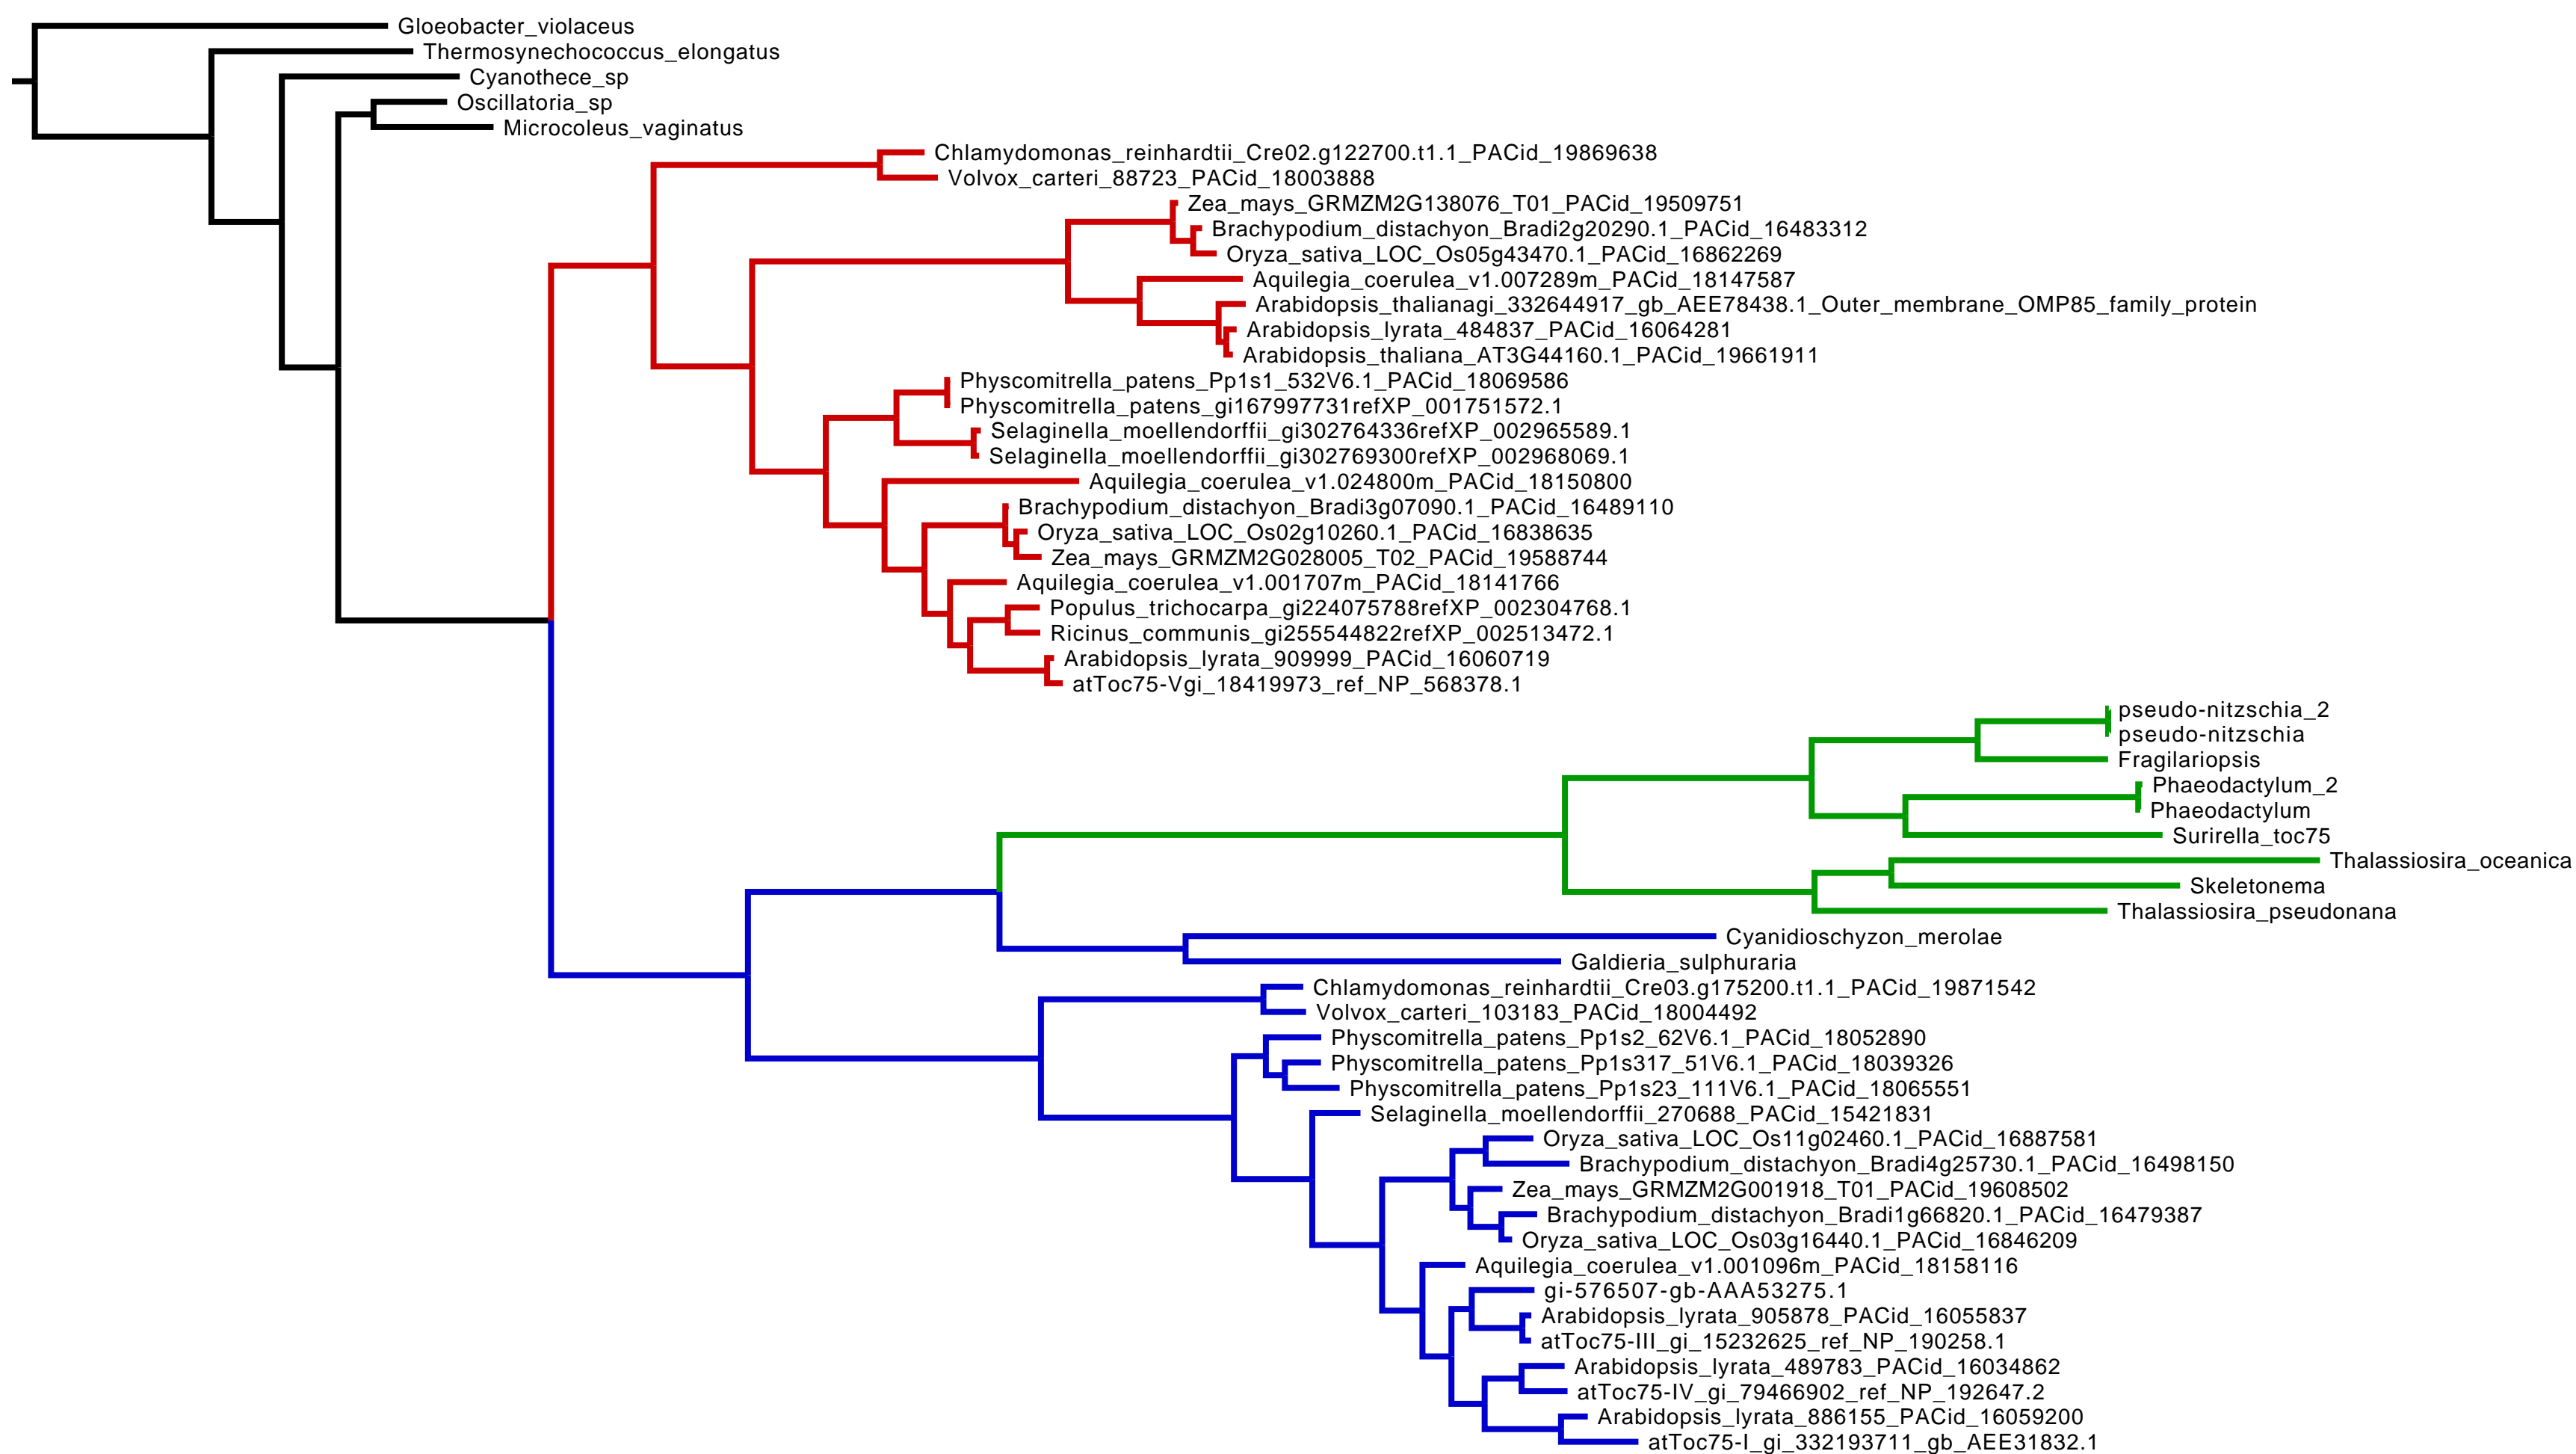 Gloeobacter_violaceus
Thermosynechococcus_elongatus
Cyanothece_sp
Oscillatoria_sp
Microcoleus_vaginatus
Chlamydomonas_reinhardtii_Cre02.g122700.t1.1_PACid_19869638
Volvox_carteri_88723_PACid_18003888
Zea_mays_GRMZM2G138076_T01_PACid_19509751
Brachypodium_distachyon_Bradi2g20290.1_PACid_16483312
Oryza_sativa_LOC_Os05g43470.1_PACid_16862269
Aquilegia_coerulea_v1.007289m_PACid_18147587
Arabidopsis_thalianagi_332644917_gb_AEE78438.1_Outer_membrane_OMP85_family_protein
Arabidopsis_lyrata_484837_PACid_16064281
Arabidopsis_thaliana_AT3G44160.1_PACid_19661911
Physcomitrella_patens_Pp1s1_532V6.1_PACid_18069586
Physcomitrella_patens_gi167997731refXP_001751572.1
Selaginella_moellendorffii_gi302764336refXP_002965589.1
Selaginella_moellendorffii_gi302769300refXP_002968069.1
Aquilegia_coerulea_v1.024800m_PACid_18150800
Brachypodium_distachyon_Bradi3g07090.1_PACid_16489110
Oryza_sativa_LOC_Os02g10260.1_PACid_16838635
Zea_mays_GRMZM2G028005_T02_PACid_19588744
Aquilegia_coerulea_v1.001707m_PACid_18141766
Populus_trichocarpa_gi224075788refXP_002304768.1
Ricinus_communis_gi255544822refXP_002513472.1
Arabidopsis_lyrata_909999_PACid_16060719
atToc75-Vgi_18419973_ref_NP_568378.1
pseudo-nitzschia_2
pseudo-nitzschia
Fragilariopsis
Phaeodactylum_2
Phaeodactylum
Surirella_toc75
Thalassiosira_oceanica
Skeletonema
Thalassiosira_pseudonana
Cyanidioschyzon_merolae
Galdieria_sulphuraria
Chlamydomonas_reinhardtii_Cre03.g175200.t1.1_PACid_19871542
Volvox_carteri_103183_PACid_18004492
Physcomitrella_patens_Pp1s2_62V6.1_PACid_18052890
Physcomitrella_patens_Pp1s317_51V6.1_PACid_18039326
Physcomitrella_patens_Pp1s23_111V6.1_PACid_18065551
Selaginella_moellendorffii_270688_PACid_15421831
Oryza_sativa_LOC_Os11g02460.1_PACid_16887581
Brachypodium_distachyon_Bradi4g25730.1_PACid_16498150
Zea_mays_GRMZM2G001918_T01_PACid_19608502
Brachypodium_distachyon_Bradi1g66820.1_PACid_16479387
Oryza_sativa_LOC_Os03g16440.1_PACid_16846209
Aquilegia_coerulea_v1.001096m_PACid_18158116
gi-576507-gb-AAA53275.1
Arabidopsis_lyrata_905878_PACid_16055837
atToc75-III_gi_15232625_ref_NP_190258.1
Arabidopsis_lyrata_489783_PACid_16034862
atToc75-IV_gi_79466902_ref_NP_192647.2
Arabidopsis_lyrata_886155_PACid_16059200
atToc75-I_gi_332193711_gb_AEE31832.1